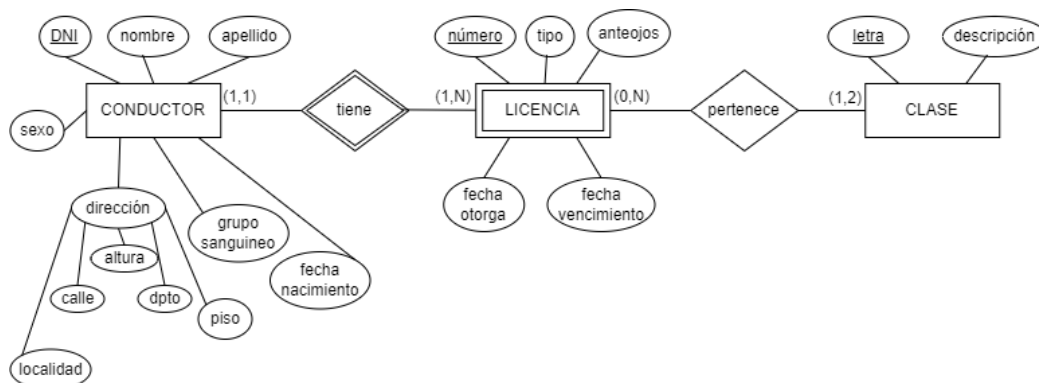 DNI
nombre
apellido
número
tipo
anteojos
letra
descripción
CONDUCTOR
(1,1)
tiene
(1,N)
LICENCIA
(0,N)
pertenece
(1,2)
CLASE
sexo
dirección
grupo
sanguineo
fecha
nacimiento
fecha
otorga
fecha
vencimiento
altura
calle
dpto
piso
localidad